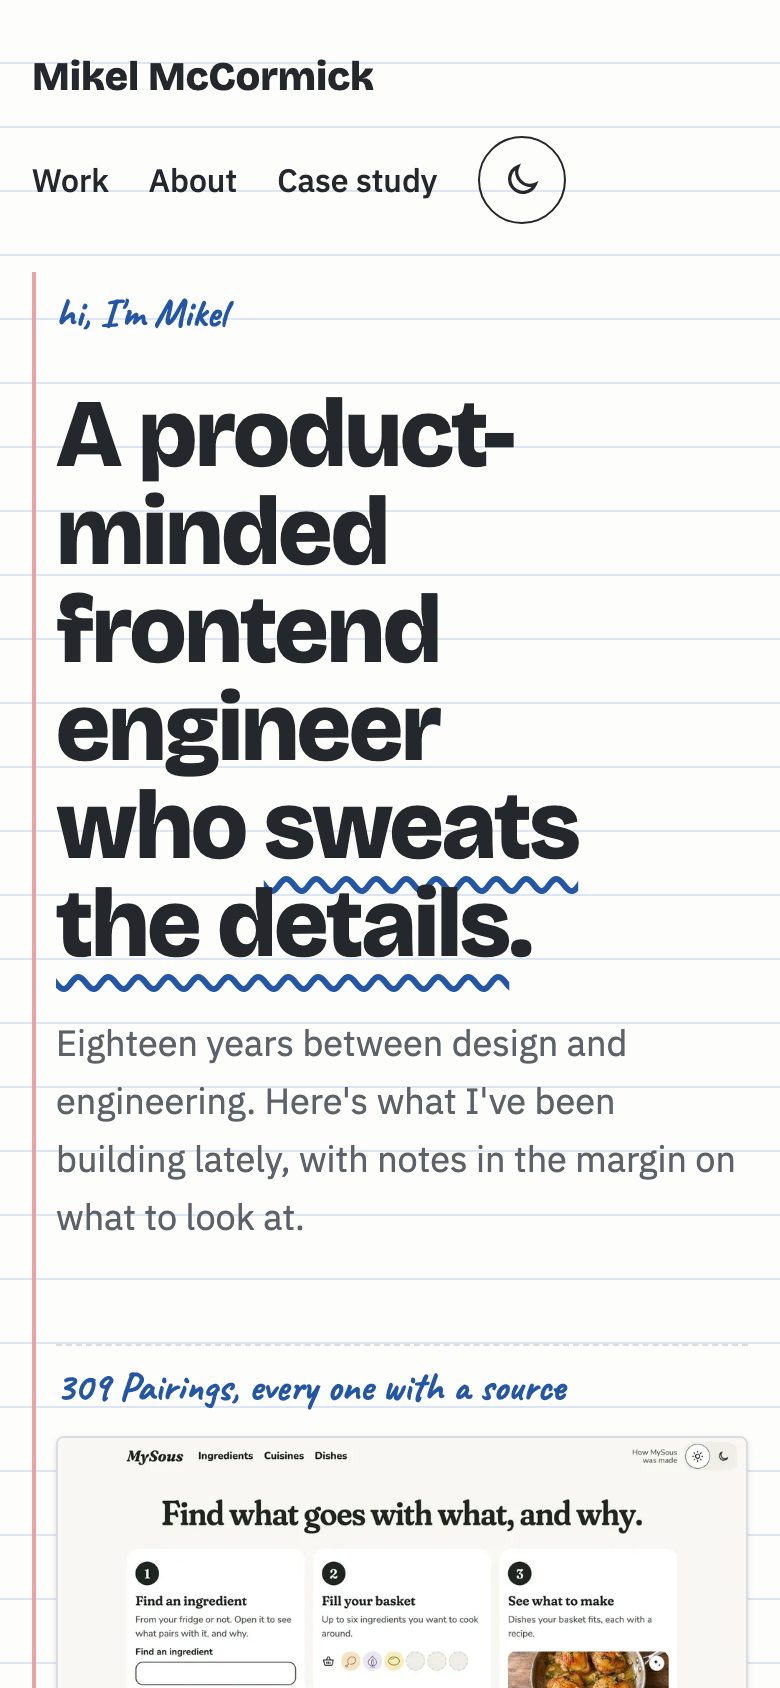 Mikel McCormick
Work About Case study
hi, I'm Mikel
A product-
minded
frontend
engineer
who sweats
the details.
Eighteen years between design and
engineering. Here's what I've been
building lately, with notes in the margin on
what to look at.
309 Pairings, every one with a source
MySous Ingredients Cuisines Dishes How MySous
was made
Find what goes with what, and why.
1
Find an ingredient
From your fridge or not. Open it to see
what pairs with it, and why.
Find an ingredient
2
Fill your basket
Up to six ingredients you want to cook
around.
3
See what to make
Dishes your basket fits, each with a
recipe.